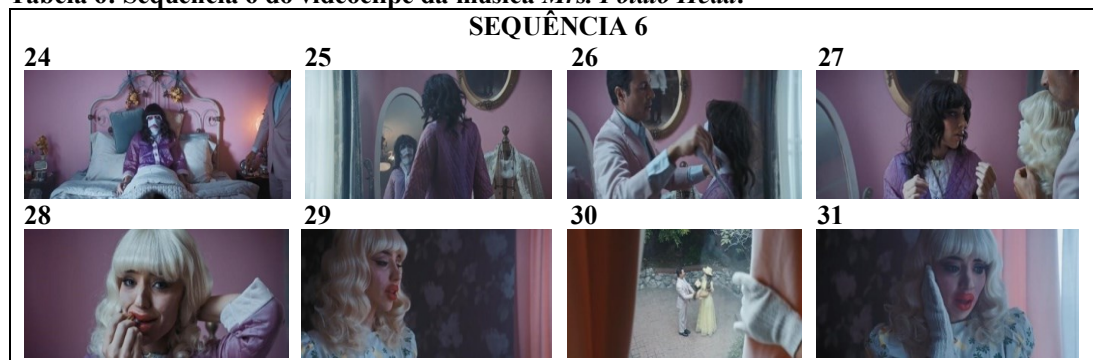 Tabela 6: Sequência 6 do videoclipe da música Mrs. Potato Head.
SEQUÊNCIA 6
24 25 26 27
28 29 30 31